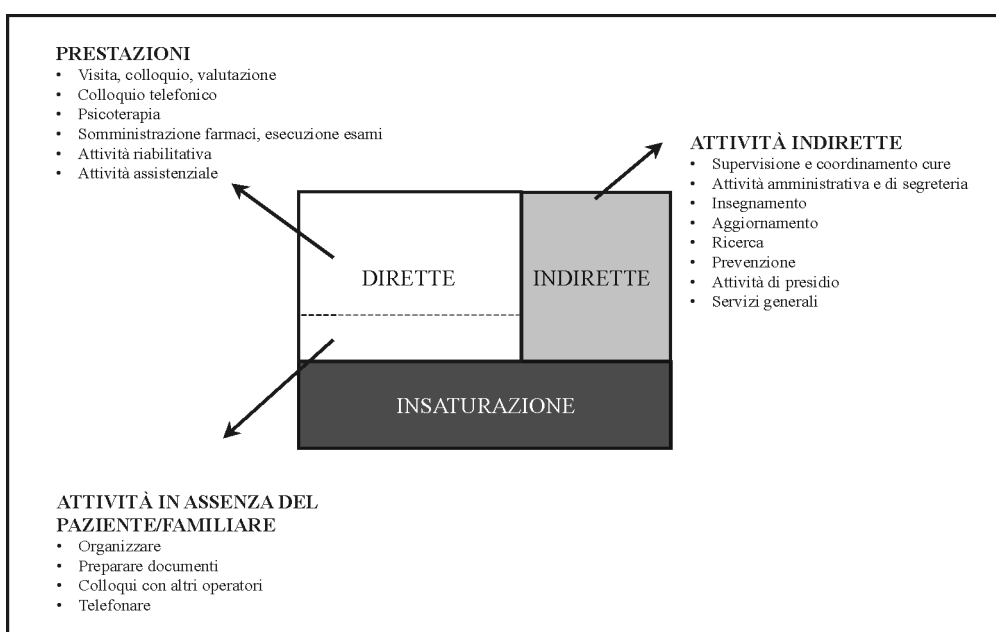 PRESTAZIONI
• Visita, colloquio, valutazione
• Colloquio telefonico
• Psicoterapia
• Somministrazione farmaci, esecuzione esami
• Attività riabilitativa
• Attività assistenziale
ATTIVITÀ INDIRETTE
• Supervisione e coordinamento cure
• Attività amministrativa e di segreteria
• Insegnamento
• Aggiornamento
• Ricerca
• Prevenzione
• Attività di presidio
• Servizi generali
DIRETTE
INDIRETTE
INSATURAZIONE
ATTIVITÀ IN ASSENZA DEL
PAZIENTE/FAMILIARE
• Organizzare
• Preparare documenti
• Colloqui con altri operatori
• Telefonare